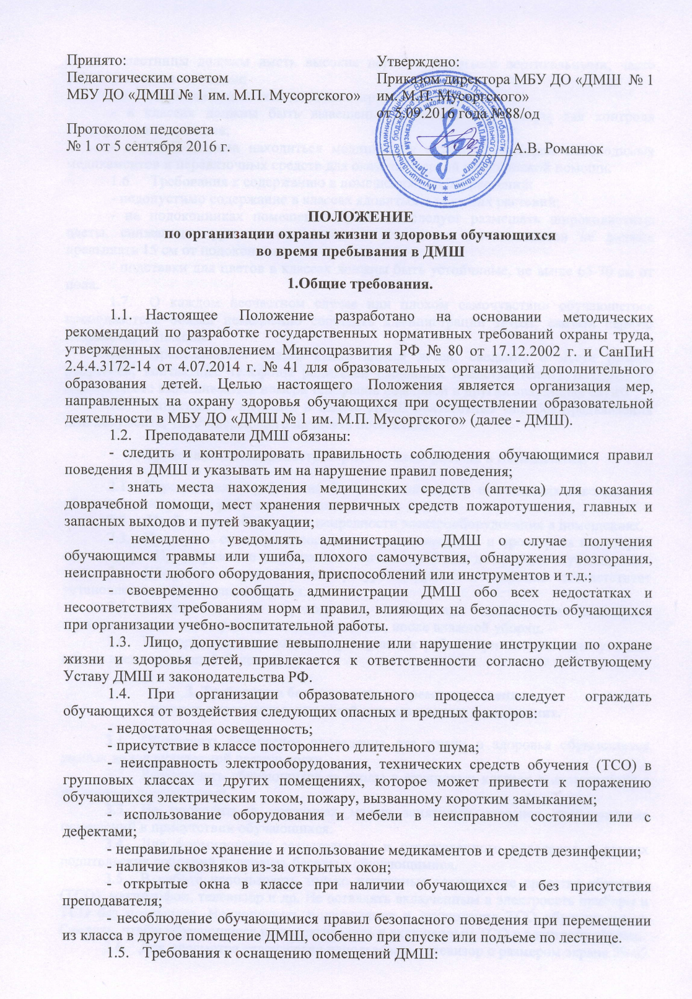 Принято:
Педагогическим советом
МБУ ДО «ДМШ № 1 им. М.П. Мусоргского»
Протоколом педсовета
№ 1 от 5 сентября 2016 г.
Утверждено:
Приказом директора МБУ ДО «ДМШ № 1
им. М.П. Мусоргского»
от 5.09.2016 года №88/од
А.В. Романюк
ПОЛОЖЕНИЕ
по организации охраны жизни и здоровья обучающихся
во время пребывания в ДМШ
1.Общие требования.
1.1. Настоящее Положение разработано на основании методических
рекомендаций по разработке государственных нормативных требований охраны труда,
утвержденных постановлением Минсоцразвития РФ № 80 от 17.12.2002 г. и СанПиН
2.4.4.3172-14 от 4.07.2014 г. № 41 для образовательных организаций дополнительного
образования детей. Целью настоящего Положения является организация мер,
направленных на охрану здоровья обучающихся при осуществлении образовательной
деятельности в МБУ ДО «ДМШ № 1 им. М.П. Мусоргского» (далее - ДМШ).
1.2. Преподаватели ДМШ обязаны:
- следить и контролировать правильность соблюдения обучающимися правил
поведения в ДМШ и указывать им на нарушение правил поведения;
- знать места нахождения медицинских средств (аптечка) для оказания
доврачебной помощи, мест хранения первичных средств пожаротушения, главных и
запасных выходов и путей эвакуации;
- немедленно уведомлять администрацию ДМШ о случае получения
обучающимся травмы или ушиба, плохого самочувствия, обнаружения возгорания,
неисправности любого оборудования, приспособлений или инструментов и т.д.;
- своевременно сообщать администрации ДМШ обо всех недостатках и
несоответствиях требованиям норм и правил, влияющих на безопасность обучающихся
при организации учебно-воспитательной работы.
1.3. Лицо, допустившие невыполнение или нарушение инструкции по охране
жизни и здоровья детей, привлекается к ответственности согласно действующему
Уставу ДМШ и законодательства РФ.
1.4. При организации образовательного процесса следует ограждать
обучающихся от воздействия следующих опасных и вредных факторов:
- недостаточная освещенность;
- присутствие в классе постороннего длительного шума;
- неисправность электрооборудования, технических средств обучения (ТСО) в
групповых классах и других помещениях, которое может привести к поражению
обучающихся электрическим током, пожару, вызванному коротким замыканием;
- использование оборудования и мебели в неисправном состоянии или с
дефектами;
- неправильное хранение и использование медикаментов и средств дезинфекции;
- наличие сквозняков из-за открытых окон;
- открытые окна в классе при наличии обучающихся и без присутствия
преподавателя;
- несоблюдение обучающимися правил безопасного поведения при перемещении
из класса в другое помещение ДМШ, особенно при спуске или подъеме по лестнице.
1.5. Требования к оснащению помещений ДМШ: